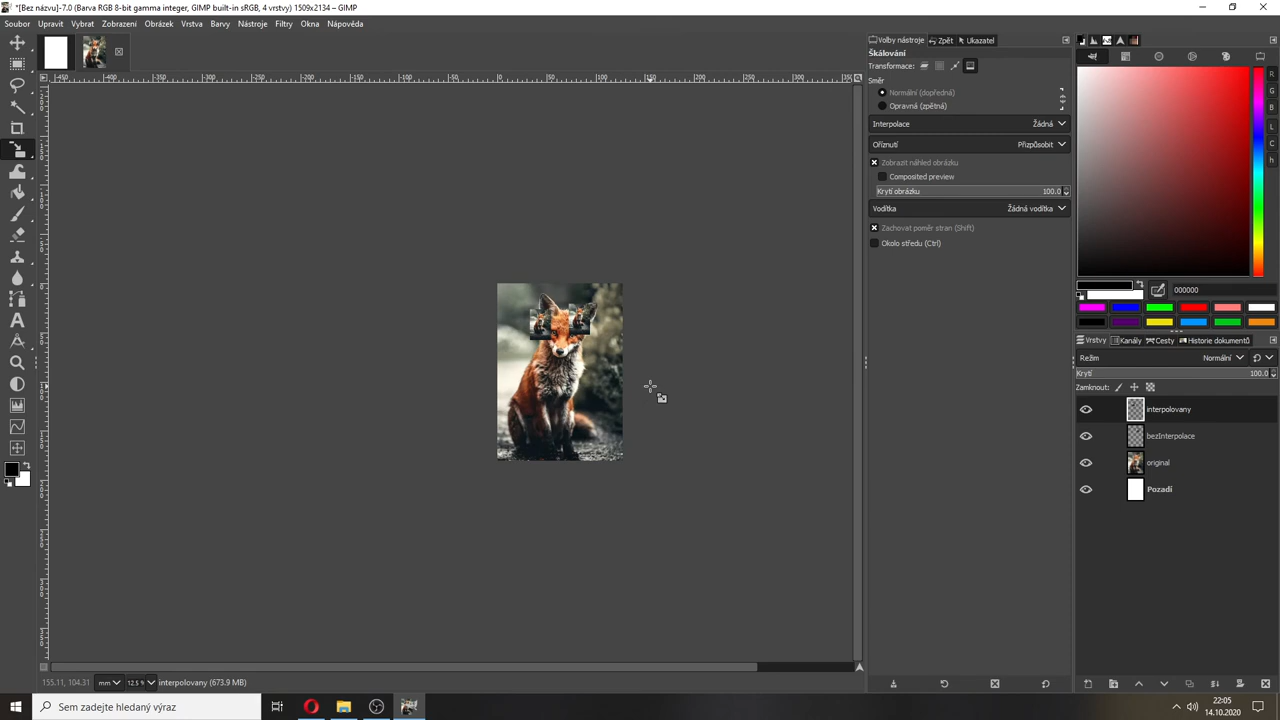 *[Bez názvu]-7.0 (Barva RGB 8-bit gamma integer, GIMP built-in sRGB, 4 vrstvy) 1509x2134 – GIMP
Soubor Upravit Vybrat Zobrazení Obrázek Vrstva Barvy Nástroje Filtry Okna Nápověda
Volby nástroje Zpět Ukazatel
Škálování
Transformace:
Směr
Normální (dopředná)
Opravná (zpětná)
Interpolace Žádná
Oříznutí Přizpůsobit
Zobrazit náhled obrázku
Composited preview
Krytí obrázku 100.0
Vodítka Žádná vodítka
Zachovat poměr stran (Shift)
Okolo středu (Ctrl)
R
G
B
L
C
h
000000
Vrstvy Kanály Cesty Historie dokumentů
Režim Normální
Krytí 100.0
Zamknout:
interpolovany
bezInterpolace
original
Pozadí
155.11, 104.31 mm 12.5 % interpolovany (673.9 MB)
Sem zadejte hledaný výraz
22:05
14.10.2020